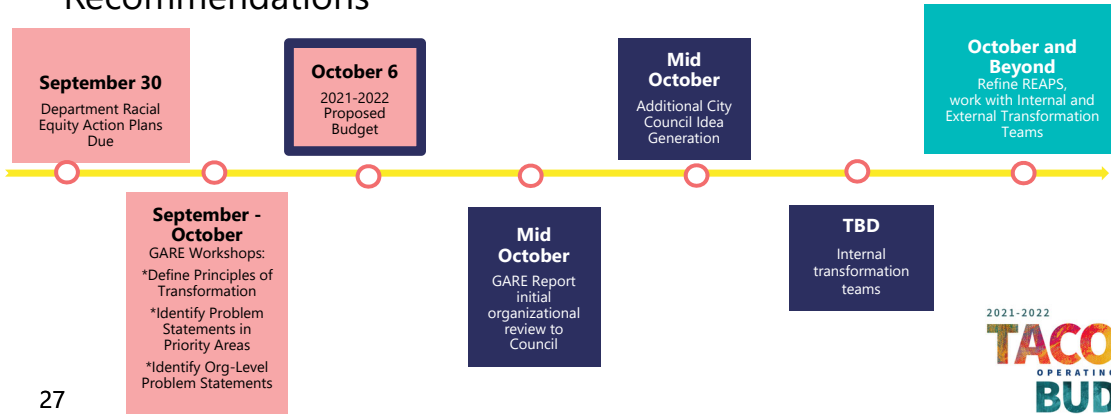 Recommendations
September 30
Department Racial
Equity Action Plans
Due
September -
October
GARE Workshops:
*Define Principles of
Transformation
*Identify Problem
Statements in
Priority Areas
*Identify Org-Level
Problem Statements
October 6
2021-2022
Proposed
Budget
Mid
October
GARE Report
initial
organizational
review to
Council
Mid
October
Additional City
Council Idea
Generation
TBD
Internal
transformation
teams
October and
Beyond
Refine REAPS,
work with Internal and
External Transformation
Teams
27
2021-2022
TACO
OPERATING
BUD